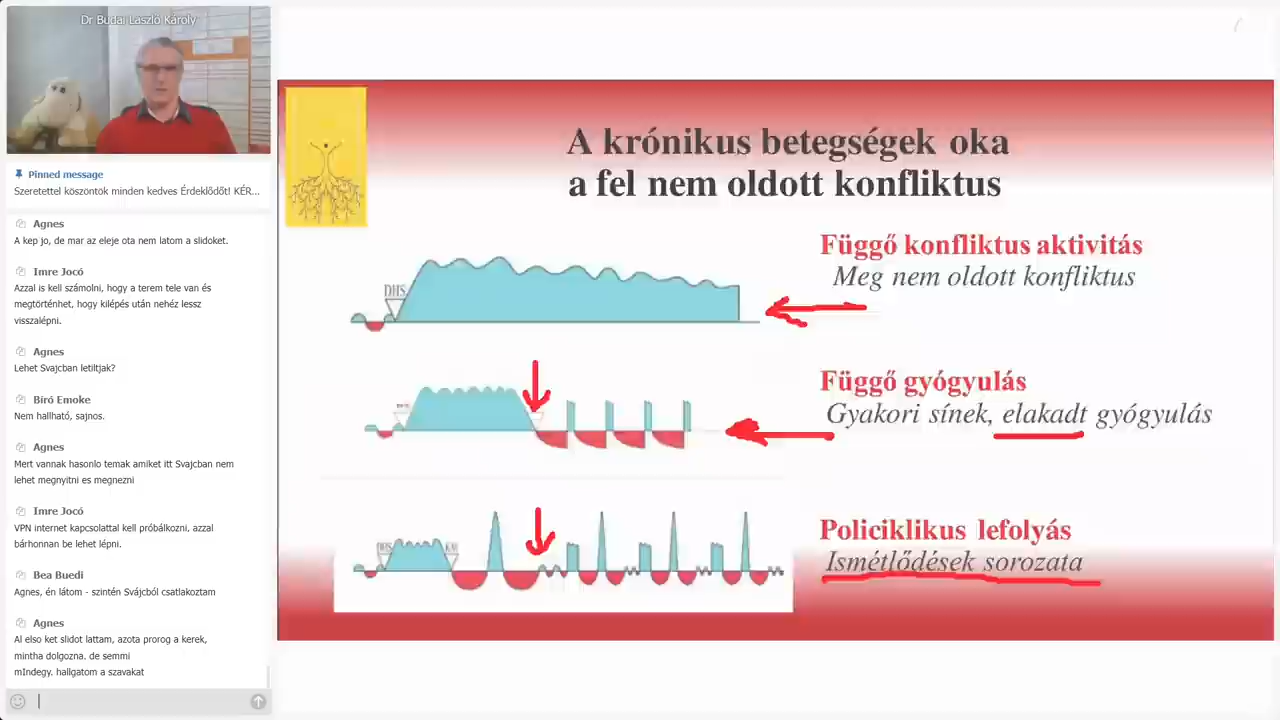 Dr Budai László Károly
Pinned message
Szeretettel köszöntök minden kedves Érdeklődőt! KÉR...
Agnes
A kep jo, de mar az eleje ota nem latom a slidoket.
Imre Jocó
Azzal is kell számolni, hogy a terem tele van és
megtörténhet, hogy kilépés után nehéz lessz
visszalépni.
Agnes
Lehet Svajcban letiltjak?
Bíró Emoke
Nem hallható, sajnos.
Agnes
Mert vannak hasonlo temak amiket itt Svajcban nem
lehet megnyitni es megnezni
Imre Jocó
VPN internet kapcsolattal kell próbálkozni, azzal
bárhonnan be lehet lépni.
Bea Buedi
Agnes, én látom - szintén Svájcból csatlakoztam
Agnes
Al elso ket slidot lattam, azota prorog a kerek,
mintha dolgozna. de semmi
mIndegy. hallgatom a szavakat
A krónikus betegségek oka
a fel nem oldott konfliktus
DHS
Függő konfliktus aktivitás
Meg nem oldott konfliktus
Függő gyógyulás
Gyakori sínek, elakadt gyógyulás
Policiklikus lefolyás
Ismétlődések sorozata